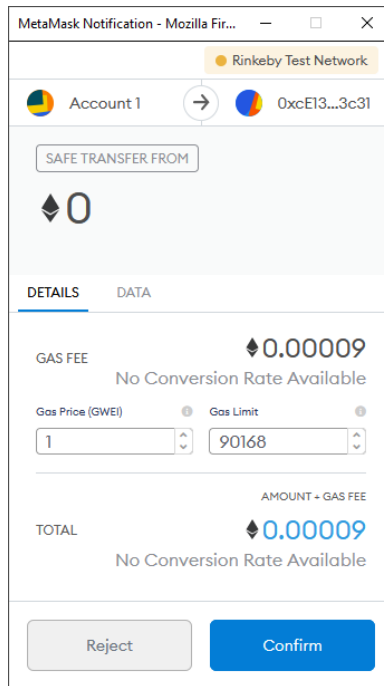 MetaMask Notification - Mozilla Fir...
Rinkeby Test Network
Account 1
0xcE13...3c31
SAFE TRANSFER FROM
0
DETAILS DATA
GAS FEE
0.00009
No Conversion Rate Available
Gas Price (GWEI) Gas Limit
1 90168
AMOUNT + GAS FEE
TOTAL
0.00009
No Conversion Rate Available
Reject Confirm